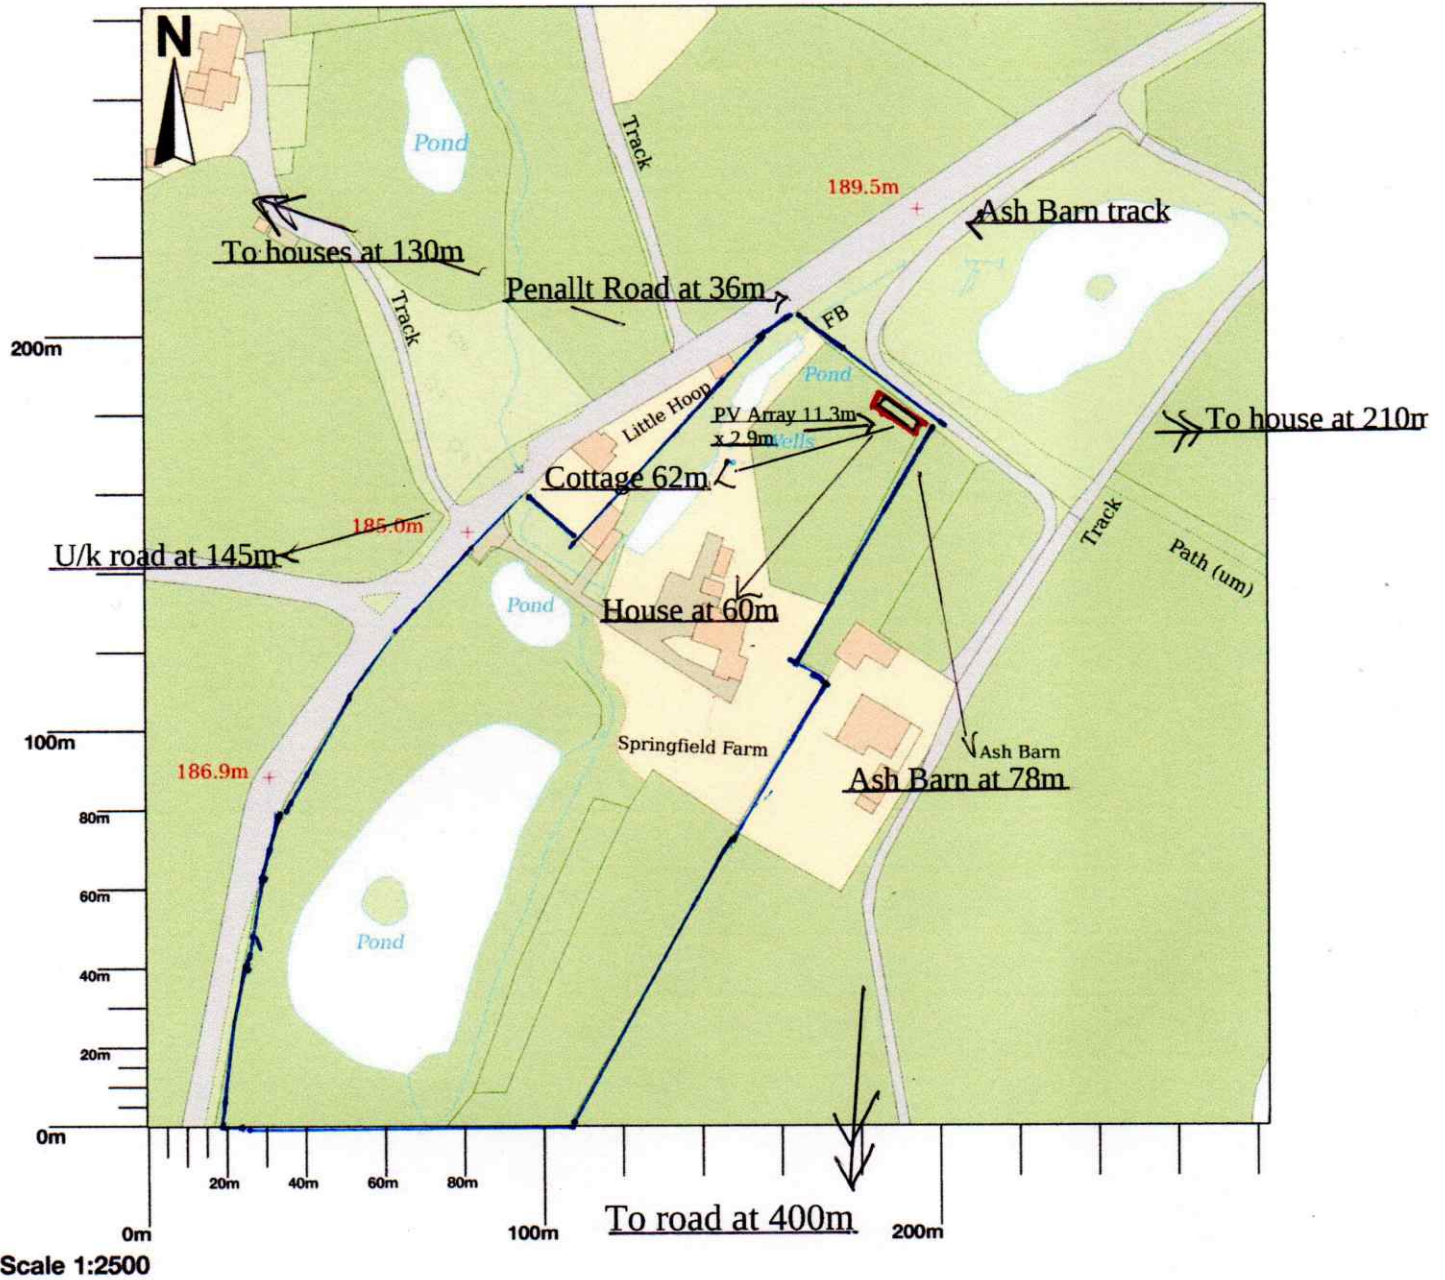 N
Pond
Track
189.5m
Ash Barn track
To houses at 130m
Penallt Road at 36m
Track
FB
200m
Pond
Little Hoop
PV Array 11.3m
x 2.9m
Wells
To house at 210m
Cottage 62m
185.0m
Track
U/k road at 145m
Path (um)
Pond
House at 60m
100m
Springfield Farm
Ash Barn
186.9m
Ash Barn at 78m
80m
60m
Pond
40m
20m
0m
20m
40m
60m
80m
0m
100m
To road at 400m
200m
Scale 1:2500